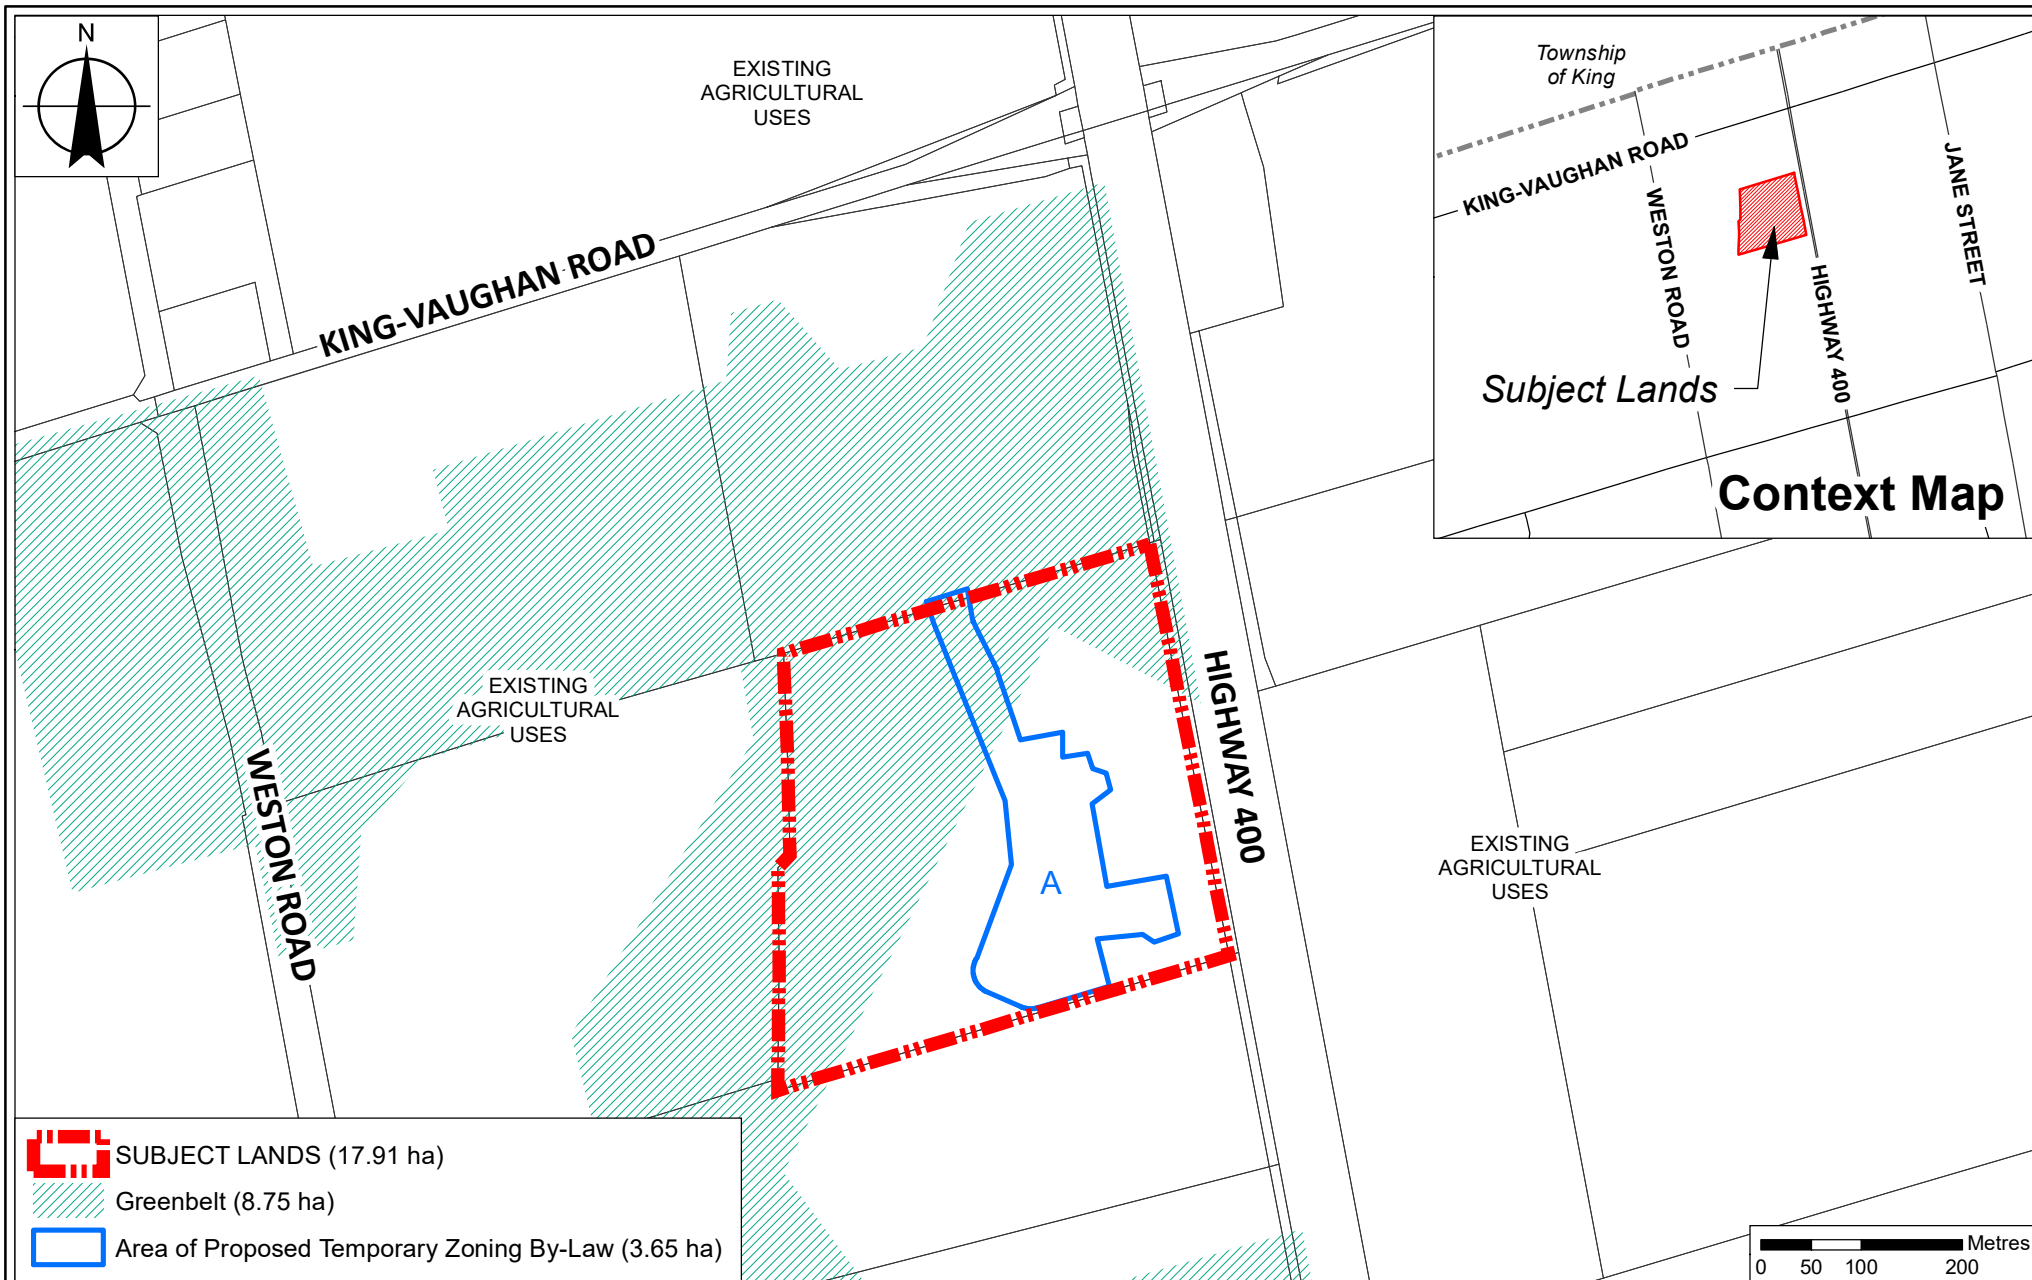 N
EXISTING
AGRICULTURAL
USES
KING-VAUGHAN ROAD
Township
of King
KING-VAUGHAN ROAD
WESTON ROAD
HIGHWAY 400
JANE STREET
Subject Lands
Context Map
EXISTING
AGRICULTURAL
USES
WESTON ROAD
HIGHWAY 400
A
EXISTING
AGRICULTURAL
USES
SUBJECT LANDS (17.91 ha)
Greenbelt (8.75 ha)
Area of Proposed Temporary Zoning By-Law (3.65 ha)
Metres
0 50 100 200